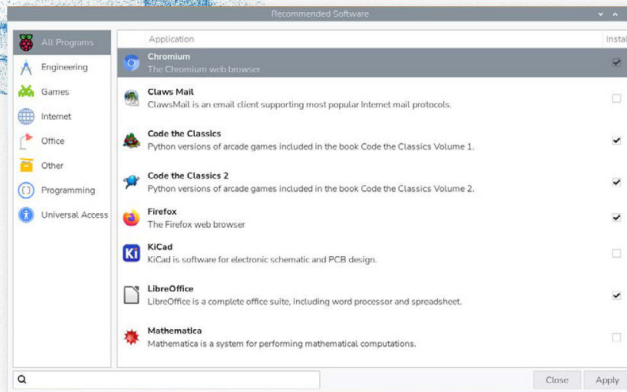 Recommended Software
All Programs
Engineering
Games
Internet
Office
Other
Programming
Universal Access
Application
Instal
Chromium
The Chromium web browser
Claws Mail
ClawsMail is an email client supporting most popular Internet mail protocols.
Code the Classics
Python versions of arcade games included in the book Code the Classics Volume 1.
Code the Classics 2
Python versions of arcade games included in the book Code the Classics Volume 2.
Firefox
The Firefox web browser
Ki
KiCad
KiCad is software for electronic schematic and PCB design.
LibreOffice
LibreOffice is a complete office suite, including word processor and spreadsheet.
Mathematica
Mathematica is a system for performing mathematical computations.
Close
Apply